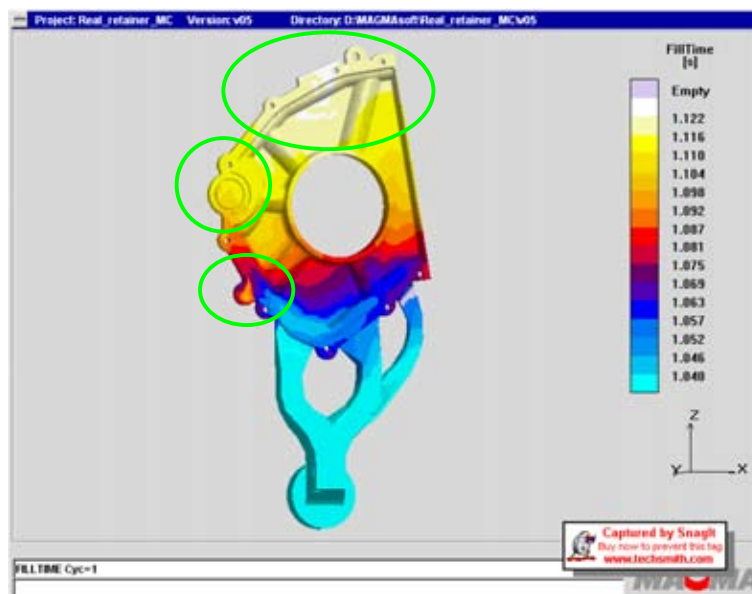 Project: Real_retainer_MC Version: v05 Directory: D:\MAGMAsoft\Real_retainer_MC\v05
FillTime
[s]
Empty
1.122
1.116
1.110
1.104
1.098
1.092
1.087
1.081
1.075
1.069
1.063
1.057
1.052
1.046
1.040
Z
Y
X
Captured by SnagIt
Buy now to prevent this tag
www.techsmith.com
FILLTIME Cyc=1
MAGMA